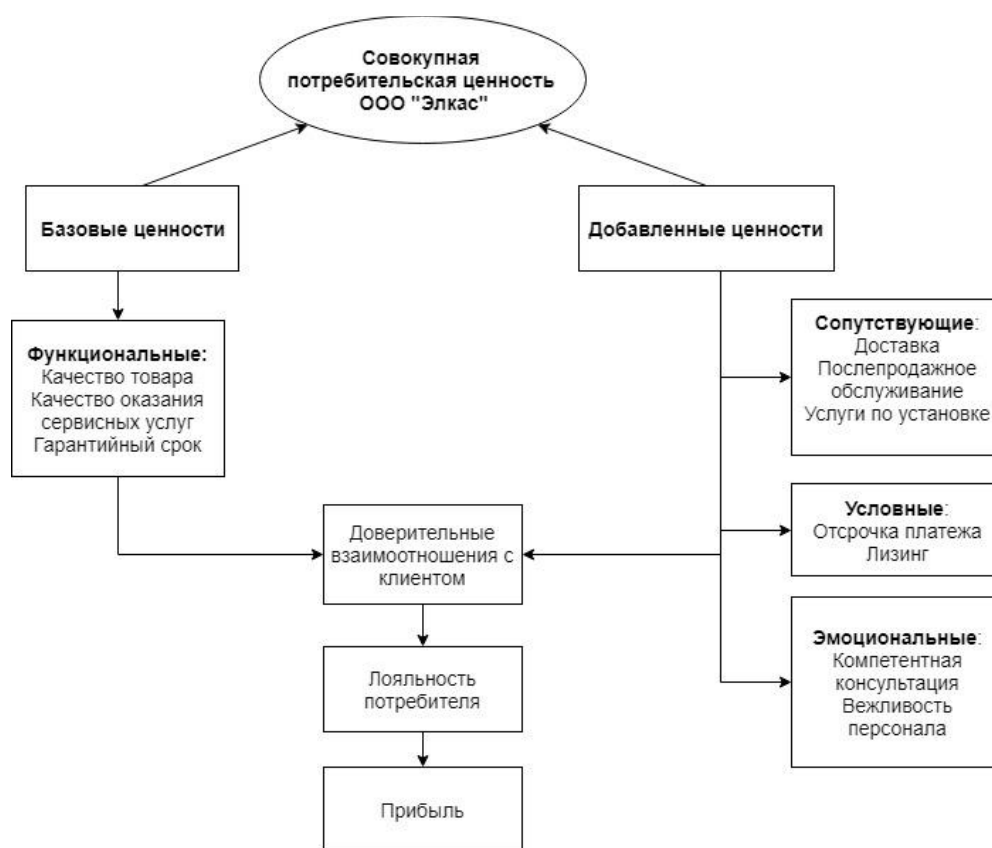 Совокупная
потребительская ценность
ООО "Элкас"
Базовые ценности
Добавленные ценности
Функциональные:
Качество товара
Качество оказания
сервисных услуг
Гарантийный срок
Сопутствующие:
Доставка
Послепродажное
обслуживание
Услуги по установке
Условные:
Отсрочка платежа
Лизинг
Эмоциональные:
Компетентная
консультация
Вежливость
персонала
Доверительные
взаимоотношения с
клиентом
Лояльность
потребителя
Прибыль